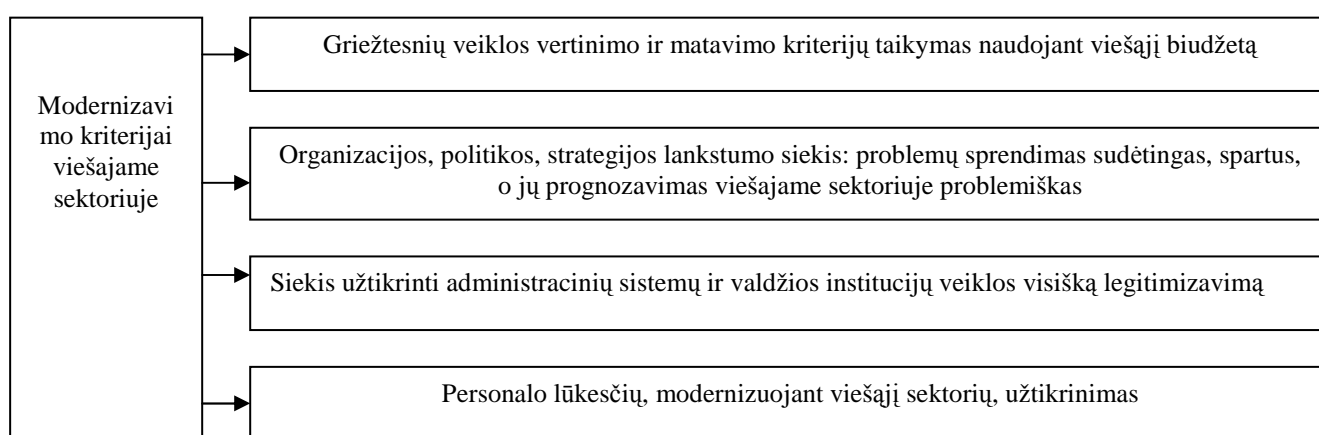 Modernizavi
mo kriterijai
viešajame
sektoriuje
Griežtesnių veiklos vertinimo ir matavimo kriterijų taikymas naudojant viešąjį biudžetą
Organizacijos, politikos, strategijos lankstumo siekis: problemų sprendimas sudėtingas, spartus,
o jų prognozavimas viešajame sektoriuje problemiškas
Siekis užtikrinti administracinių sistemų ir valdžios institucijų veiklos visišką legitimizavimą
Personalo lūkesčių, modernizuojant viešąjį sektorių, užtikrinimas